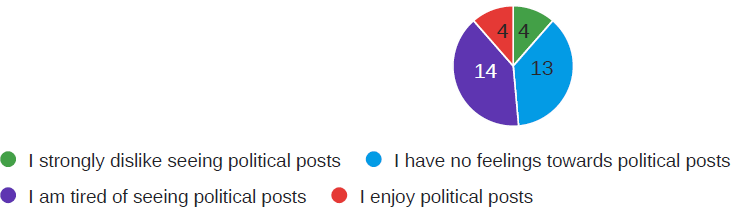 4 4
14 13
I strongly dislike seeing political posts I have no feelings towards political posts
I am tired of seeing political posts I enjoy political posts